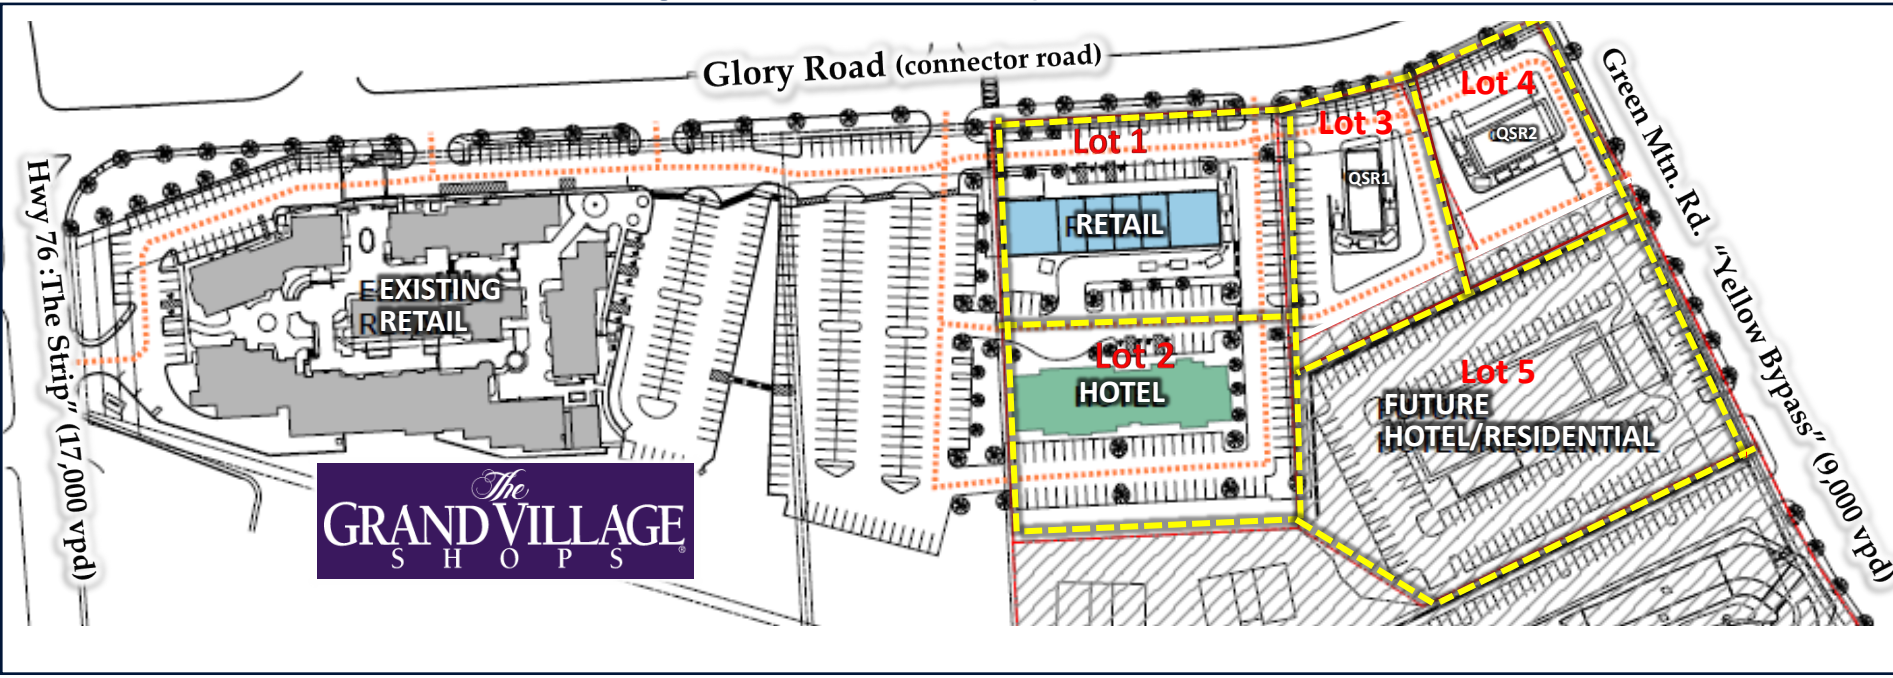 Glory Road (connector road)
Green Mtn. Rd. "Yellow Bypass" (9,000 vpd)
Hwy 76 :The Strip" (17,000 vpd)
Lot 4
QSR2
Lot 3
QSR1
Lot 1
RETAIL
EXISTING
RETAIL
Lot 2
HOTEL
Lot 5
FUTURE
HOTEL/RESIDENTIAL
The
GRAND VILLAGE
SHOPS®